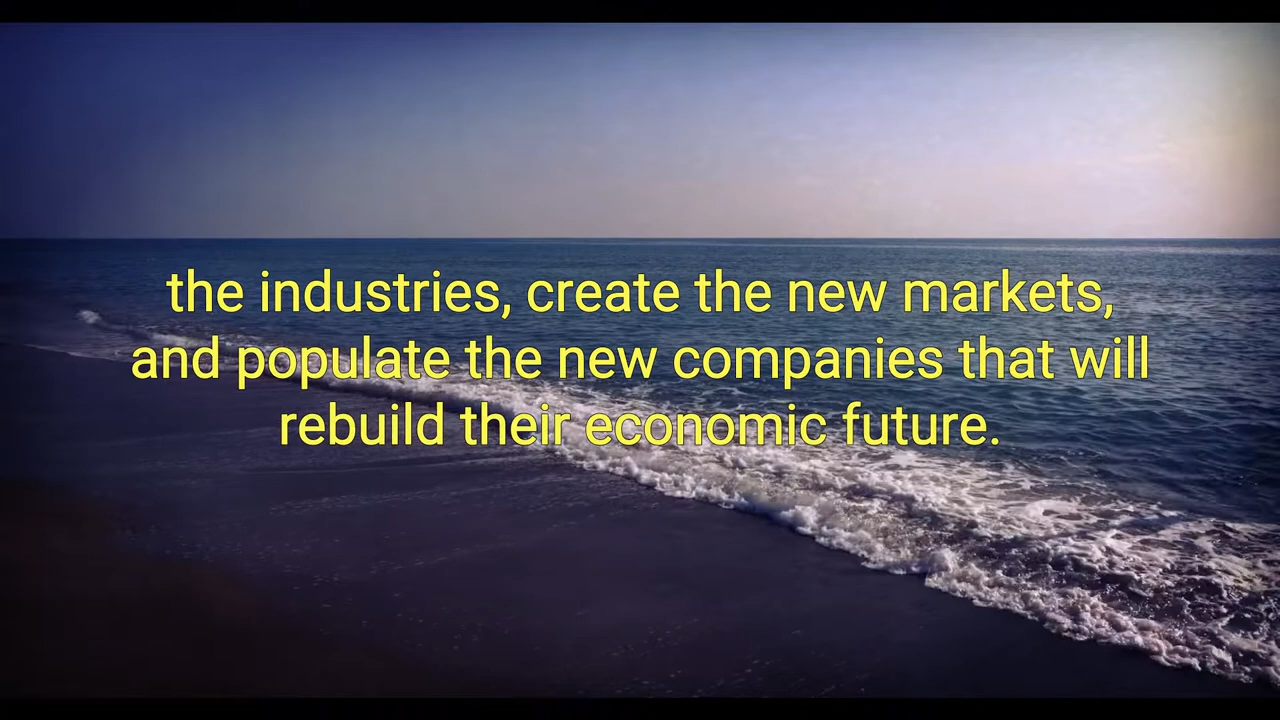 the industries, create the new markets,
and populate the new companies that will
rebuild their economic future.